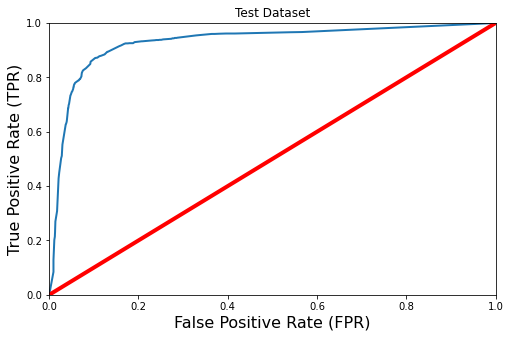 Test Dataset
True Positive Rate (TPR)
1.0
0.8
0.6
0.4
0.2
0.0
0.0 0.2 0.4 0.6 0.8 1.0
False Positive Rate (FPR)